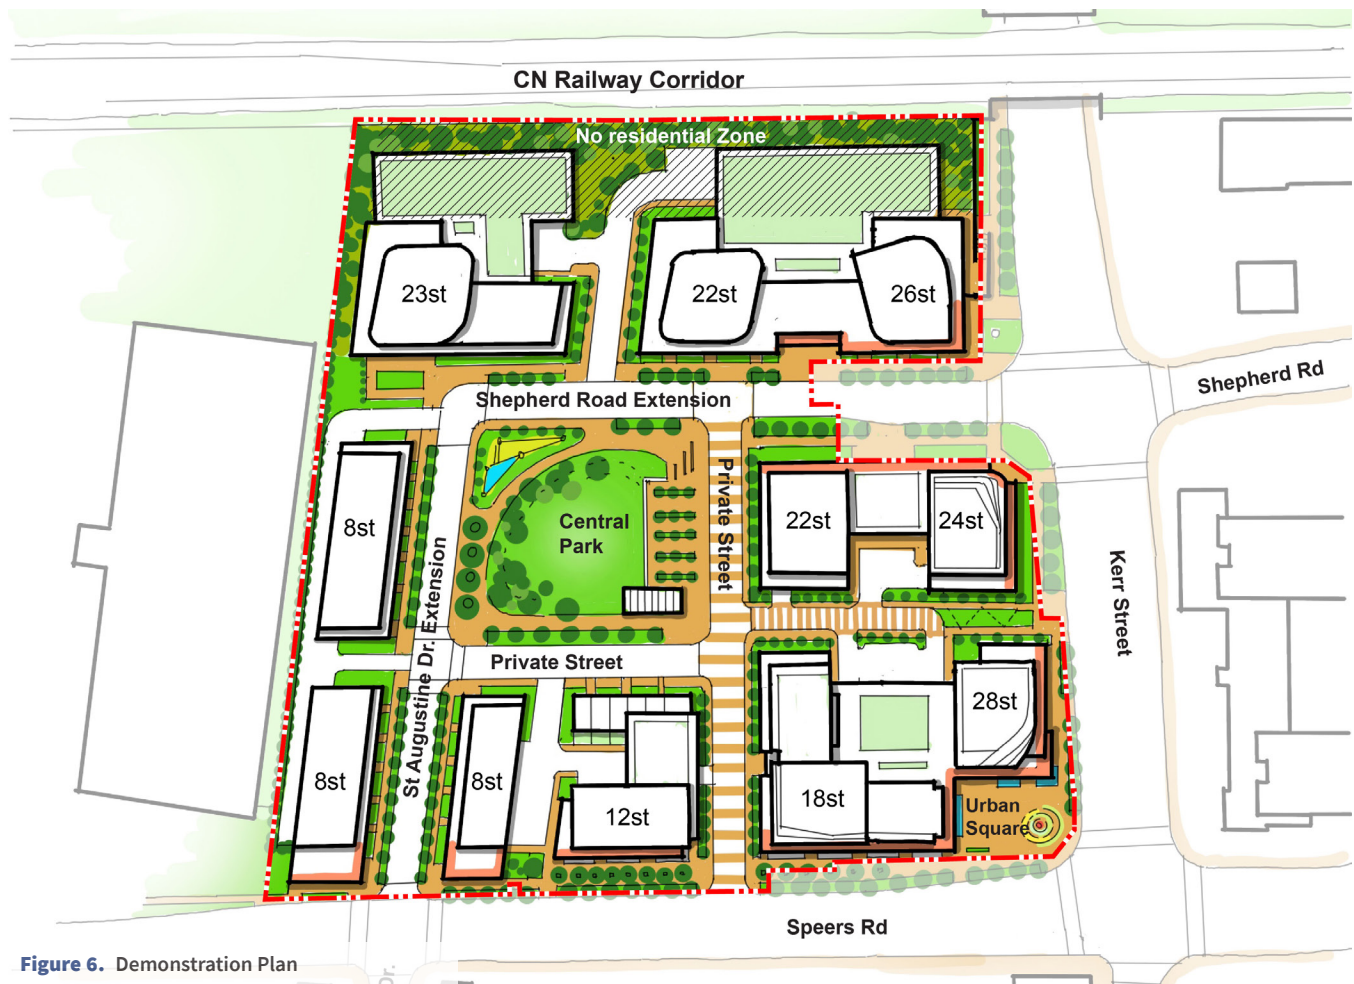 CN Railway Corridor
No residential Zone
23st
22st
26st
Shepherd Rd
Shepherd Road Extension
Private Street
Central
Park
8st
22st
24st
Kerr Street
St Augustine Dr. Extension
Private Street
28st
8st
8st
12st
18st
Urban
Square
Speers Rd
Figure 6. Demonstration Plan
Dr.